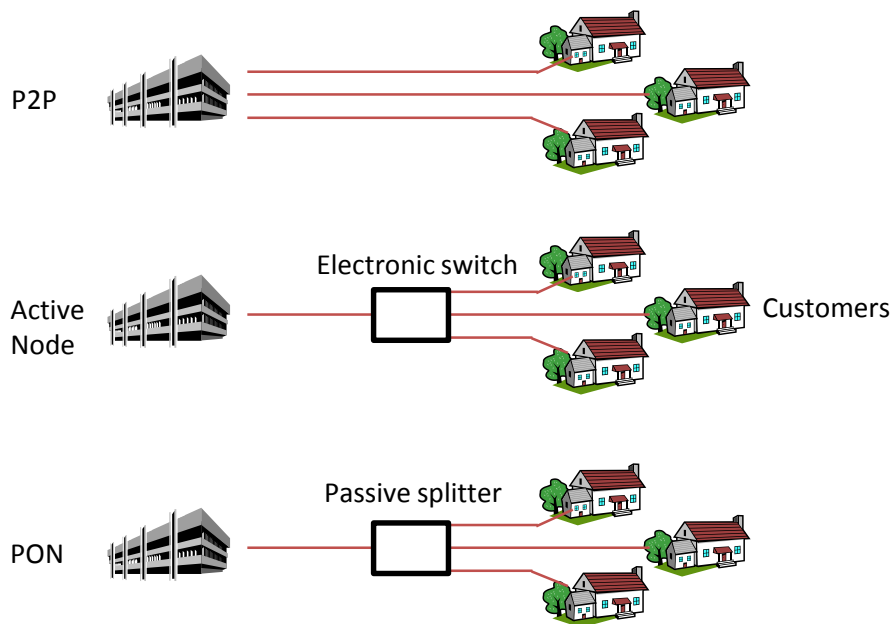 P2P
Electronic switch
Active
Node
Customers
Passive splitter
PON